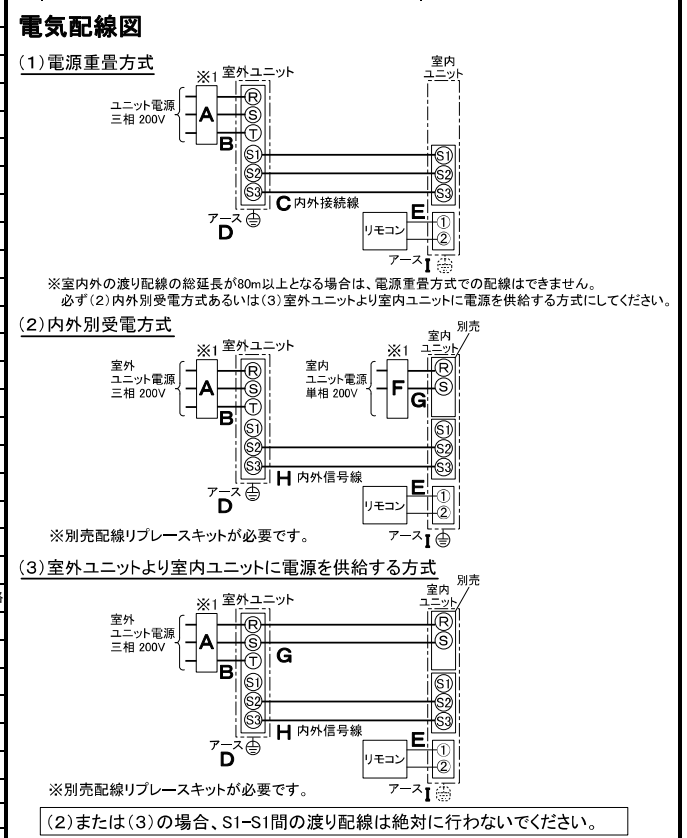 電気配線図
(1)電源重畳方式
※1 室外ユニット
室内
ユニット
ユニット電源
三相 200V
A
B
R
S
T
S1
S2
S3
S1
S2
S3
C 内外接続線
アース
D
リモコン
E
①
②
アース I
※室内外の渡り配線の総延長が80m以上となる場合は、電源重畳方式での配線はできません。
必ず(2)内外別受電方式あるいは(3)室外ユニットより室内ユニットに電源を供給する方式にしてください。
(2)内外別受電方式
※1 室外ユニット
※1
室内
ユニット
別売
室外
ユニット電源
三相 200V
A
B
R
S
T
S1
S2
S3
室内
ユニット電源
単相 200V
F
G
R
S
S1
S2
S3
H 内外信号線
アース
D
リモコン
E
①
②
アース I
※別売配線リプレースキットが必要です。
(3)室外ユニットより室内ユニットに電源を供給する方式
※1 室外ユニット
室内
ユニット
別売
室外
ユニット電源
三相 200V
A
B
R
S
T
S1
S2
S3
G
R
S
S1
S2
S3
H 内外信号線
アース
D
リモコン
E
①
②
アース I
※別売配線リプレースキットが必要です。
(2)または(3)の場合、S1-S1間の渡り配線は絶対に行わないでください。